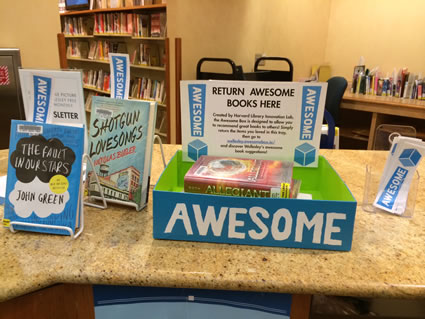 AWESOME
SLETTER
THE FAULT
IN OUR STARS
JOHN GREEN
AWESOME
SHOTGUN
LOVESONGS
NICKOLAS BUTLER
AWESOME
RETURN AWESOME
BOOKS HERE
Created by Harvard Library Innovation Lab,
the Awesome Box is designed to allow you
to recommend great books to others! Simply
return the items you loved in this tray,
then go to
and discover Wellesley's Awesome
book suggestions!
AWESOME
ALLEGIANT
AWESOME
AWESOME